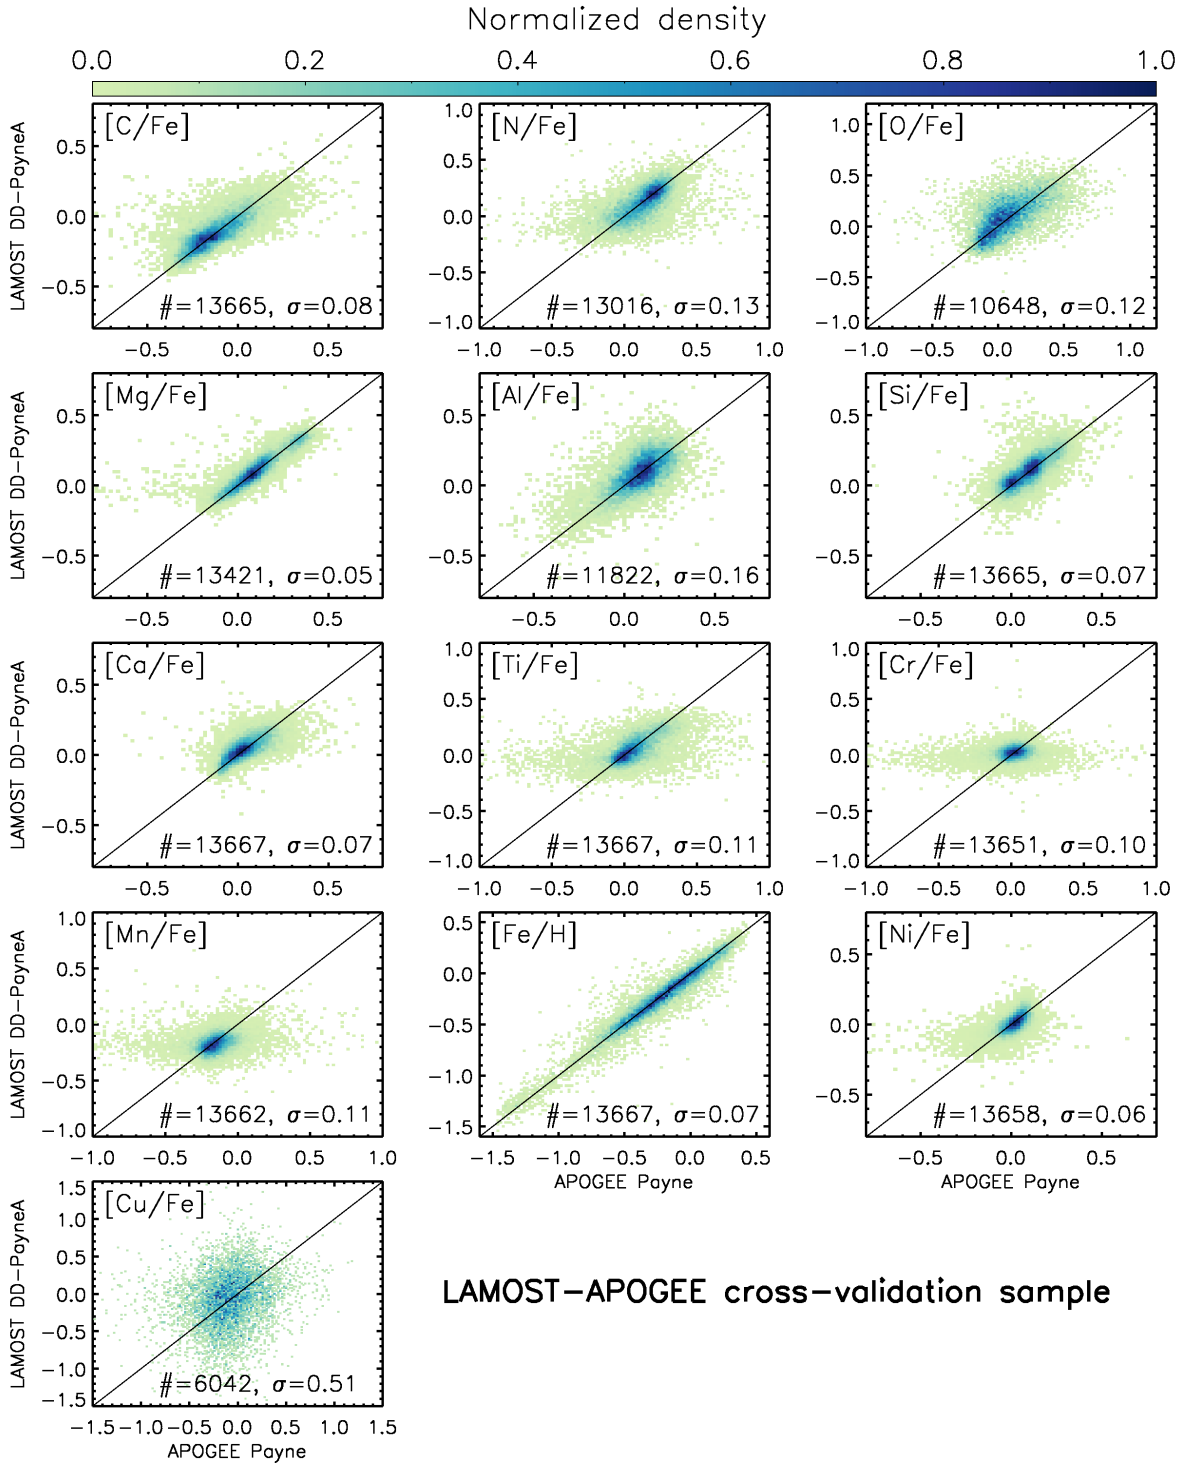 Normalized density
0.0 0.2 0.4 0.6 0.8 1.0
[C/Fe]
LAMOST DD−PayneA
0.5
0.0
−0.5
#=13665, σ=0.08
−0.5 0.0 0.5
[N/Fe]
1.0
0.5
0.0
−0.5
−1.0
#=13016, σ=0.13
−1.0 −0.5 0.0 0.5 1.0
[O/Fe]
1.0
0.5
0.0
−0.5
#=10648, σ=0.12
−0.5 0.0 0.5 1.0
[Mg/Fe]
LAMOST DD−PayneA
0.5
0.0
−0.5
#=13421, σ=0.05
−0.5 0.0 0.5
[Al/Fe]
0.5
0.0
−0.5
#=11822, σ=0.16
−0.5 0.0 0.5
[Si/Fe]
0.5
0.0
−0.5
#=13665, σ=0.07
−0.5 0.0 0.5
[Ca/Fe]
LAMOST DD−PayneA
0.5
0.0
−0.5
#=13667, σ=0.07
−0.5 0.0 0.5
[Ti/Fe]
1.0
0.5
0.0
−0.5
−1.0
#=13667, σ=0.11
−1.0 −0.5 0.0 0.5 1.0
[Cr/Fe]
1.0
0.5
0.0
−0.5
−1.0
#=13651, σ=0.10
−1.0 −0.5 0.0 0.5 1.0
[Mn/Fe]
LAMOST DD−PayneA
1.0
0.5
0.0
−0.5
−1.0
#=13662, σ=0.11
−1.0 −0.5 0.0 0.5 1.0
[Fe/H]
0.5
0.0
−0.5
−1.0
−1.5
#=13667, σ=0.07
−1.5 −1.0 −0.5 0.0 0.5
APOGEE Payne
[Ni/Fe]
0.5
0.0
−0.5
#=13658, σ=0.06
−0.5 0.0 0.5
APOGEE Payne
[Cu/Fe]
LAMOST DD−PayneA
1.5
1.0
0.5
0.0
−0.5
−1.0
−1.5
#=6042, σ=0.51
−1.5 −1.0 −0.5 0.0 0.5 1.0 1.5
APOGEE Payne
LAMOST−APOGEE cross−validation sample